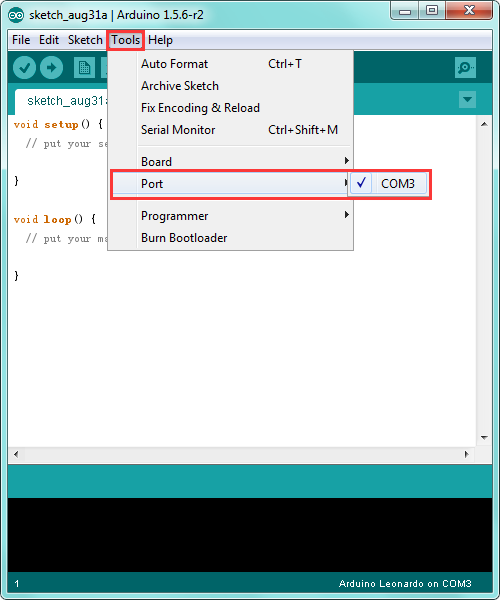 sketch_aug31a | Arduino 1.5.6-r2
File Edit Sketch Tools Help
Auto Format Ctrl+T
Archive Sketch
Fix Encoding & Reload
Serial Monitor Ctrl+Shift+M
Board
Port COM3
Programmer
Burn Bootloader
sketch_aug31a
void setup() {
// put your se
}
void loop() {
// put your ma
}
1 Arduino Leonardo on COM3